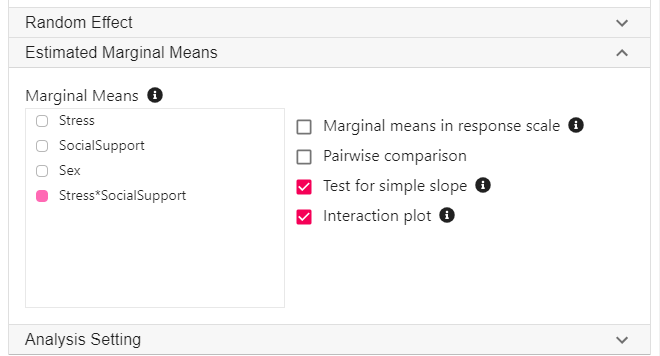 Random Effect
Estimated Marginal Means
Marginal Means
Stress
SocialSupport
Sex
Stress*SocialSupport
Marginal means in response scale
Pairwise comparison
Test for simple slope
Interaction plot
Analysis Setting